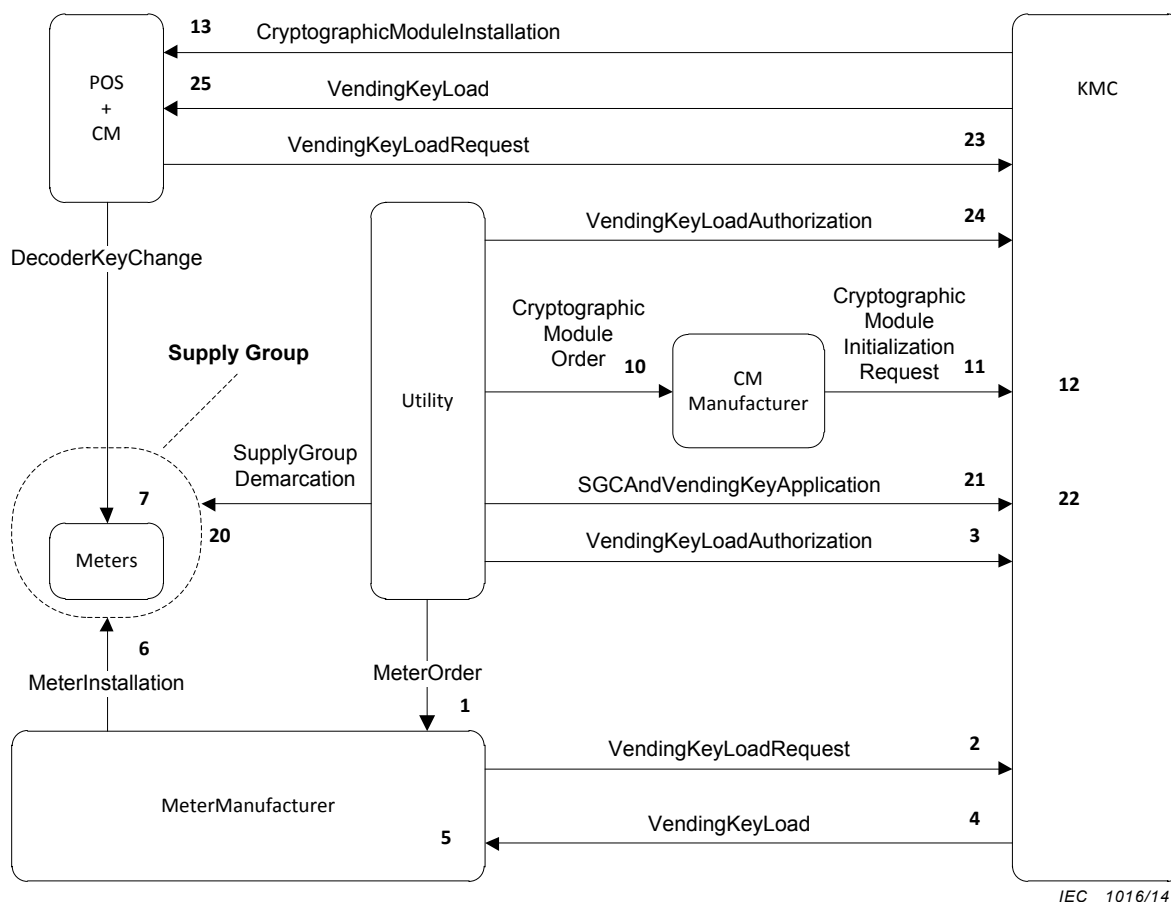 13
CryptographicModuleInstallation
POS
+
CM
25
VendingKeyLoad
KMC
VendingKeyLoadRequest
23
VendingKeyLoadAuthorization
24
DecoderKeyChange
Cryptographic
Module
Order
10
Cryptographic
Module
Initialization
Request
11
Supply Group
Utility
CM
Manufacturer
12
SupplyGroup
Demarcation
SGCAndVendingKeyApplication
21
22
7
20
Meters
VendingKeyLoadAuthorization
3
6
MeterInstallation
MeterOrder
1
VendingKeyLoadRequest
2
MeterManufacturer
5
VendingKeyLoad
4
IEC 1016/14